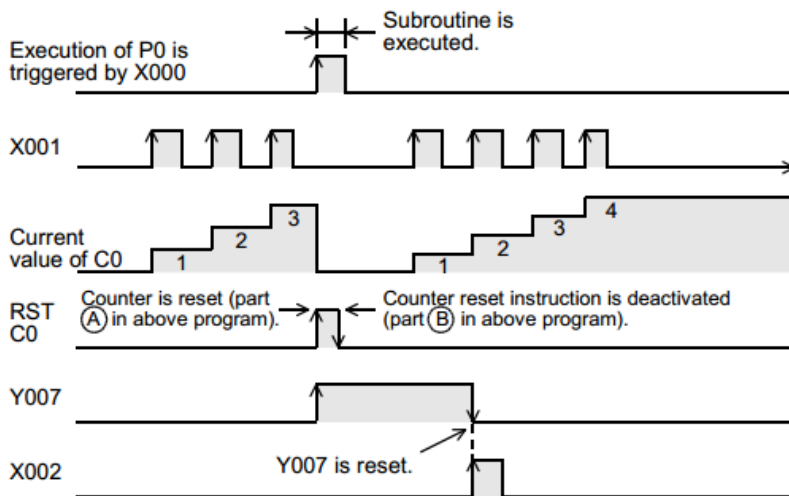 Subroutine is
executed.
Execution of P0 is
triggered by X000
X001
1
2
3
1
2
3
4
Current
value of C0
Counter is reset (part
A in above program).
Counter reset instruction is deactivated
(part B in above program).
RST
C0
Y007
Y007 is reset.
X002